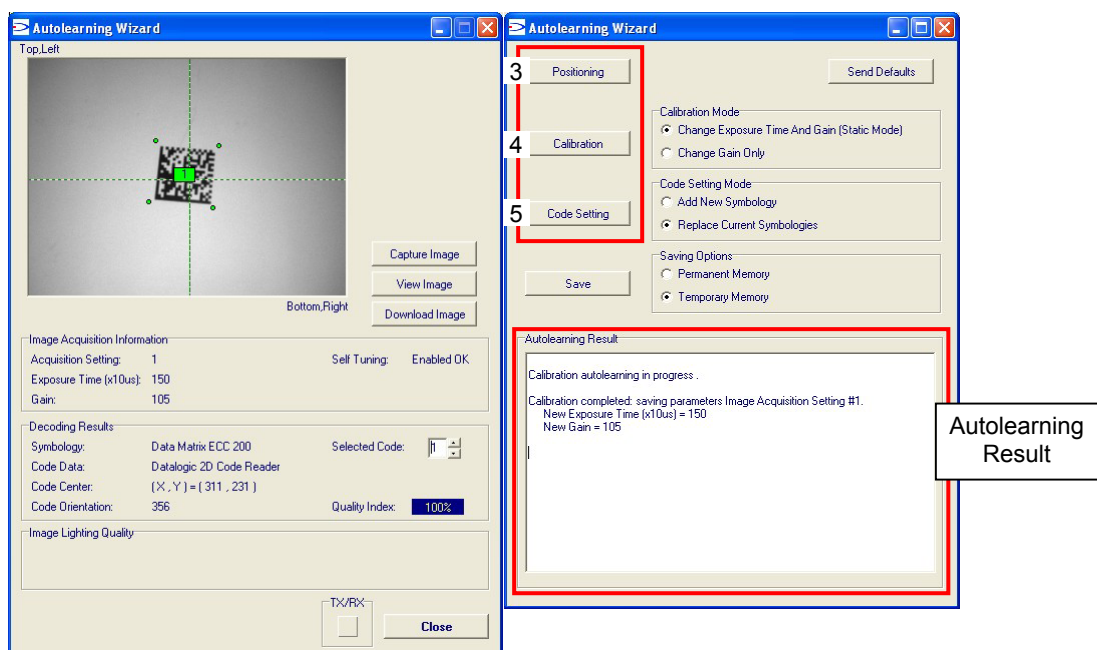 Autolearning Wizard
Top,Left
1
Bottom,Right
Capture Image
View Image
Download Image
Image Acquisition Information
Acquisition Setting: 1 Self Tuning: Enabled OK
Exposure Time (x10us): 150
Gain: 105
Decoding Results
Symbology: Data Matrix ECC 200 Selected Code: 1
Code Data: Datalogic 2D Code Reader
Code Center: ( X , Y ) = ( 311 , 231 )
Code Orientation: 356 Quality Index: 100%
Image Lighting Quality
TX/RX
Close
Autolearning Wizard
3 Positioning Send Defaults
Calibration Mode
Change Exposure Time And Gain (Static Mode)
4 Calibration
Change Gain Only
Code Setting Mode
Add New Symbology
5 Code Setting
Replace Current Symbologies
Saving Options
Permanent Memory
Save
Temporary Memory
Autolearning Result
Calibration autolearning in progress .
Calibration completed: saving parameters Image Acquisition Setting #1.
New Exposure Time (x10us) = 150
New Gain = 105
Autolearning
Result